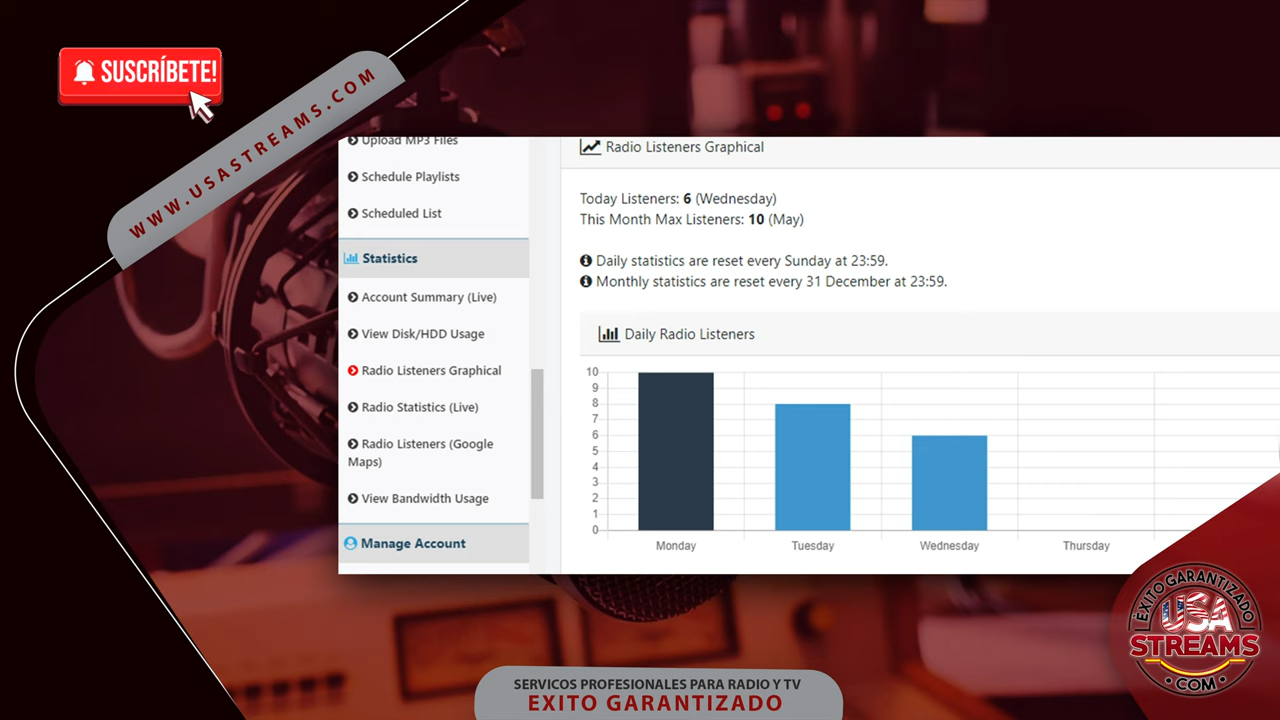 SUSCRÍBETE!
WWW.USASTREAMS.COM
Upload MP3 Files
Schedule Playlists
Scheduled List
Statistics
Account Summary (Live)
View Disk/HDD Usage
Radio Listeners Graphical
Radio Statistics (Live)
Radio Listeners (Google
Maps)
View Bandwidth Usage
Manage Account
Radio Listeners Graphical
Today Listeners: 6 (Wednesday)
This Month Max Listeners: 10 (May)
Daily statistics are reset every Sunday at 23:59.
Monthly statistics are reset every 31 December at 23:59.
Daily Radio Listeners
10
9
8
7
6
5
4
3
2
1
0
Monday Tuesday Wednesday Thursday
ÉXITO GARANTIZADO
USA
STREAMS
.COM
SERVICOS PROFESIONALES PARA RADIO Y TV
EXITO GARANTIZADO